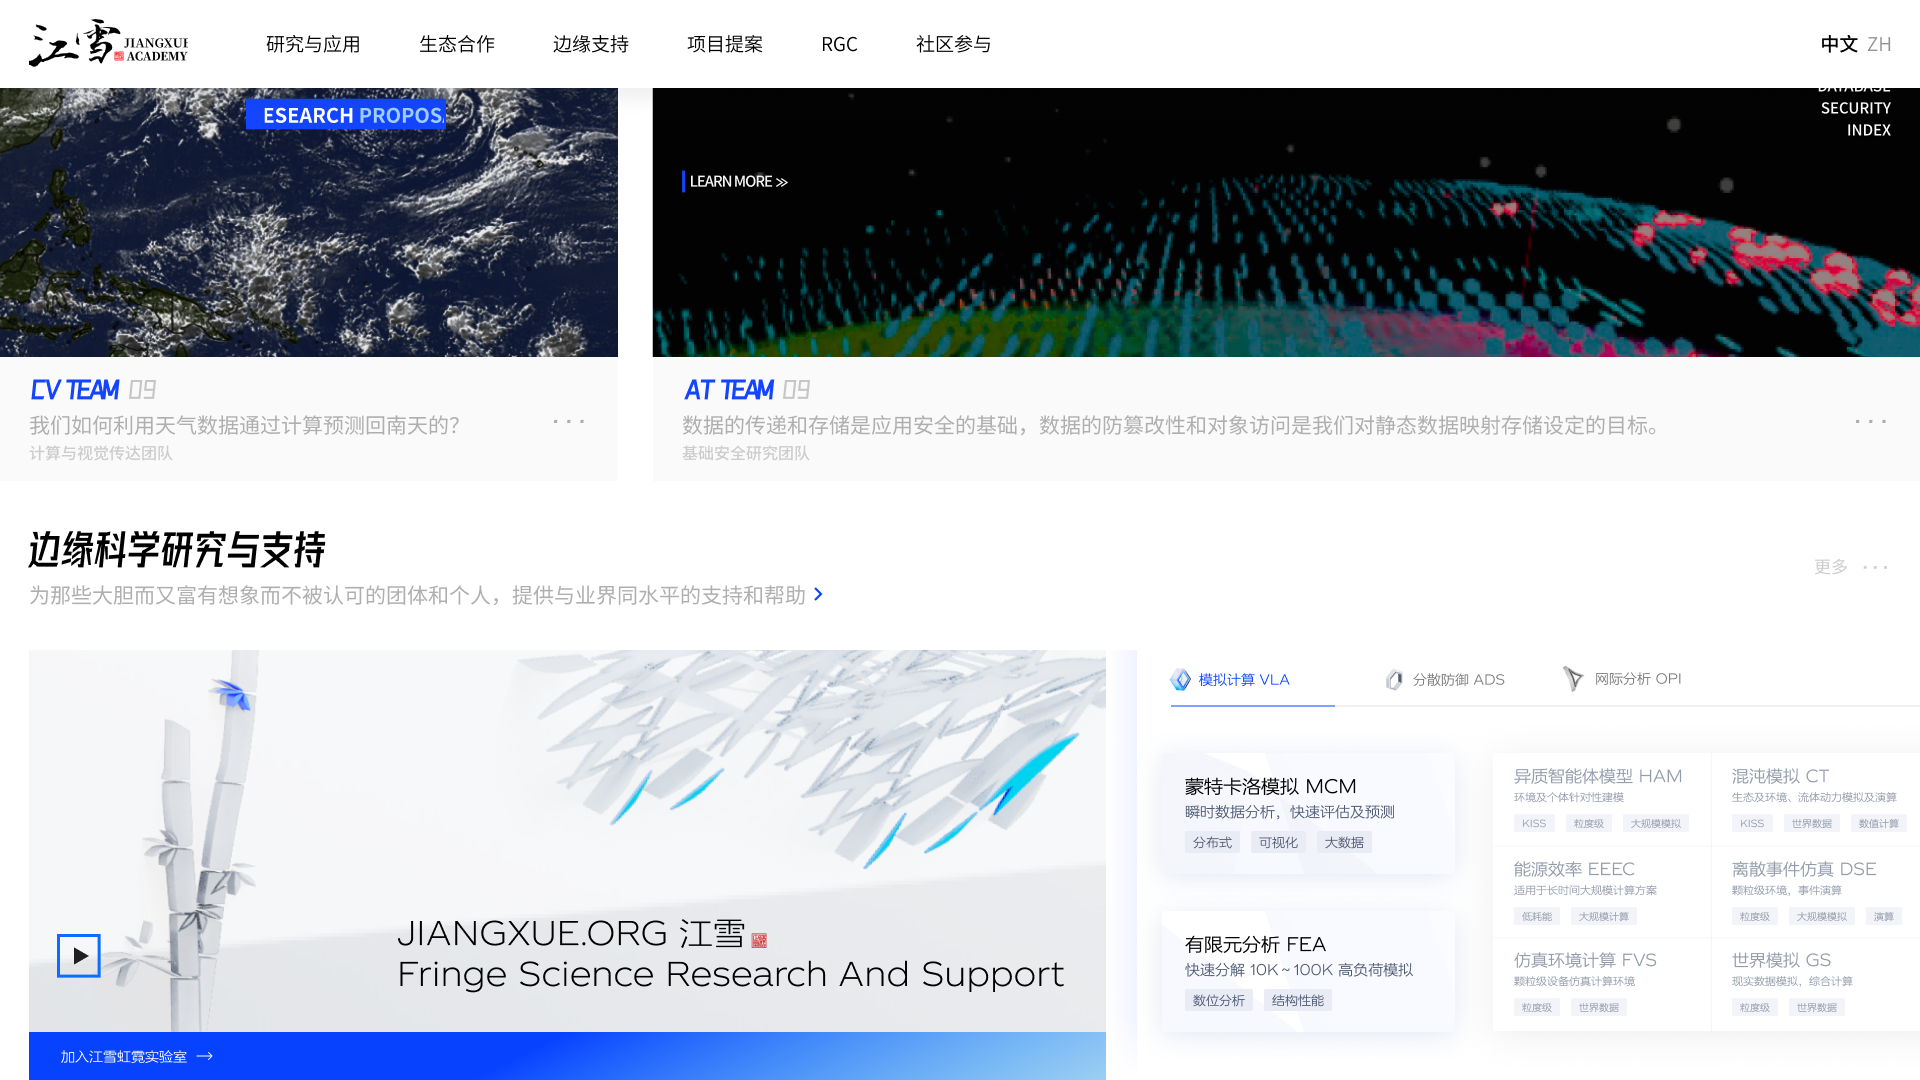 江雪 JIANGXUE ACADEMY
研究与应用
生态合作
边缘支持
项目提案
RGC
社区参与
中文 ZH
ESEARCH PROPOS
DATABASE
SECURITY
INDEX
LEARN MORE
CV TEAM 09
我们如何利用天气数据通过计算预测回南天的？
计算与视觉传达团队
AT TEAM 09
数据的传递和存储是应用安全的基础，数据的防篡改性和对象访问是我们对静态数据映射存储设定的目标。
基础安全研究团队
边缘科学研究与支持
为那些大胆而又富有想象而不被认可的团体和个人，提供与业界同水平的支持和帮助
更多
JIANGXUE.ORG 江雪
Fringe Science Research And Support
加入江雪虹霓实验室 →
模拟计算 VLA
分散防御 ADS
网际分析 OPI
蒙特卡洛模拟 MCM
瞬时数据分析，快速评估及预测
分布式 可视化 大数据
有限元分析 FEA
快速分解 10K ~ 100K 高负荷模拟
数位分析 结构性能
异质智能体模型 HAM
环境及个体针对性建模
KISS 粒度级 大规模模拟
混沌模拟 CT
生态及环境、流体动力模拟及演算
KISS 世界数据 数值计算
能源效率 EEEC
适用于长时间大规模计算方案
低耗能 大规模计算
离散事件仿真 DSE
颗粒级环境，事件演算
粒度级 大规模模拟 演算
仿真环境计算 FVS
颗粒级设备仿真计算环境
粒度级 世界数据
世界模拟 GS
现实数据模拟，综合计算
粒度级 世界数据